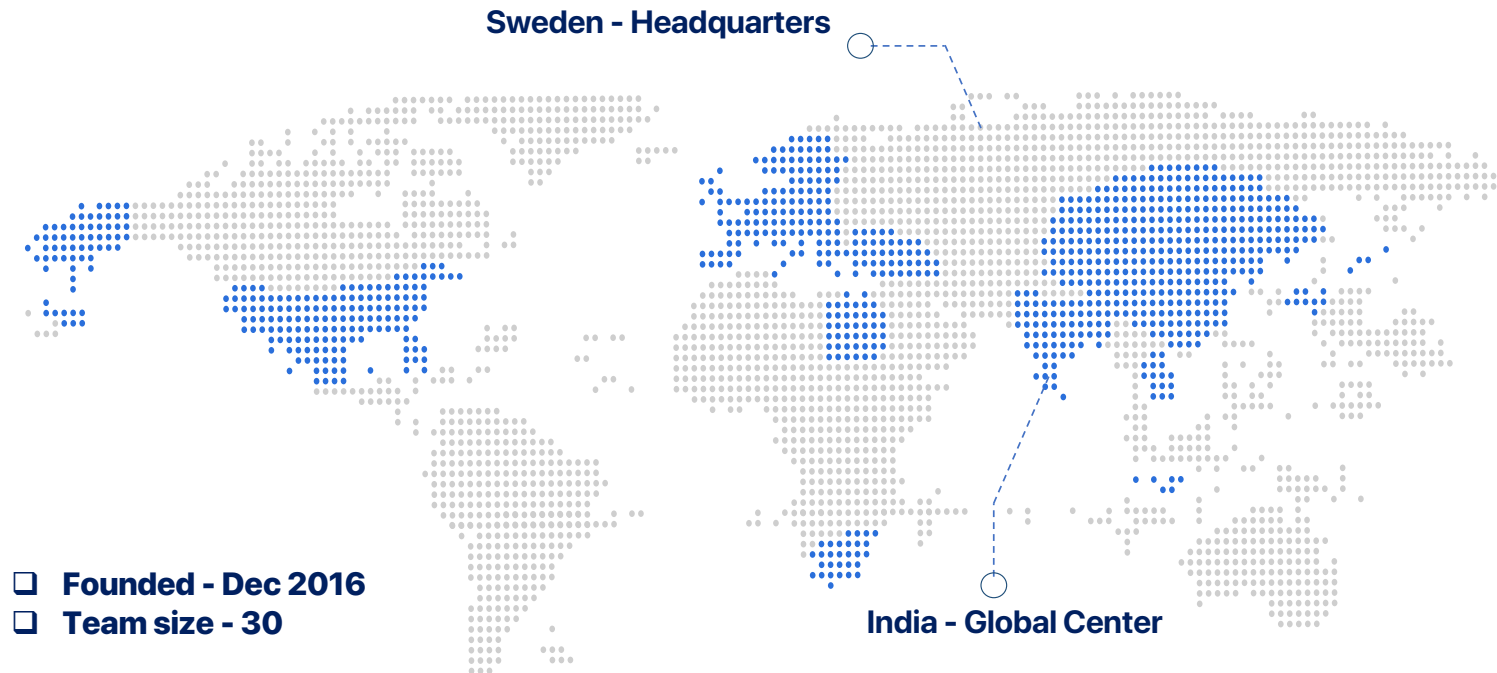 Sweden - Headquarters
❑ Founded - Dec 2016
❑ Team size - 30
India - Global Center